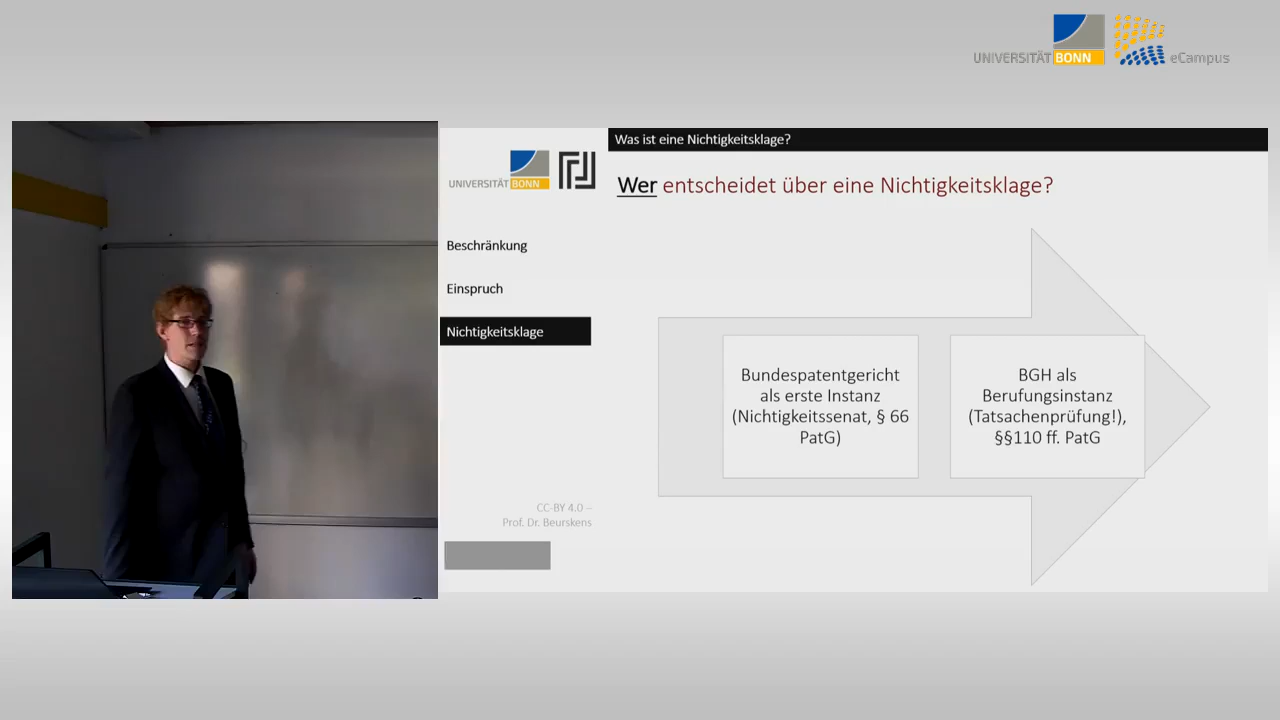 UNIVERSITÄT BONN
eCampus
Was ist eine Nichtigkeitsklage?
UNIVERSITÄT BONN
Wer entscheidet über eine Nichtigkeitsklage?
Beschränkung
Einspruch
Nichtigkeitsklage
Bundespatentgericht
als erste Instanz
(Nichtigkeitssenat, § 66
PatG)
BGH als
Berufungsinstanz
(Tatsachenprüfung!),
§§110 ff. PatG
CC-BY 4.0 –
Prof. Dr. Beurskens